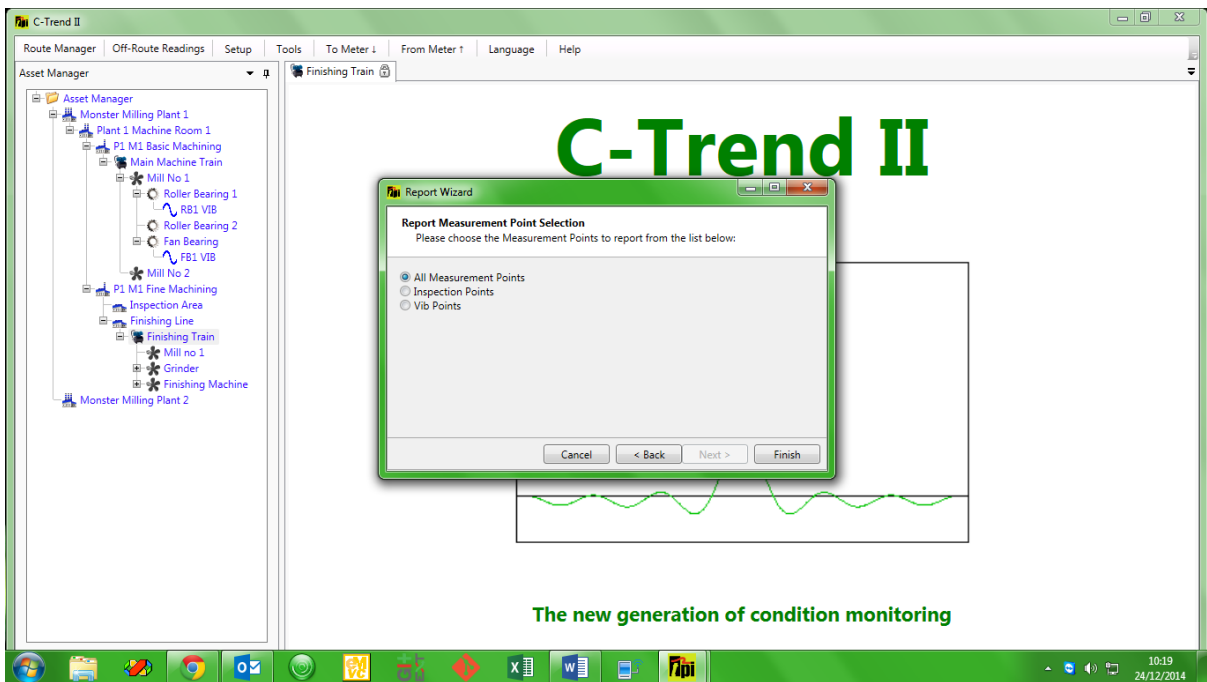 C-Trend II
Route Manager Off-Route Readings Setup Tools To Meter ↓ From Meter ↑ Language Help
Asset Manager
Finishing Train
Asset Manager
Monster Milling Plant 1
Plant 1 Machine Room 1
P1 M1 Basic Machining
Main Machine Train
Mill No 1
Roller Bearing 1
RB1 VIB
Roller Bearing 2
Fan Bearing
FB1 VIB
Mill No 2
P1 M1 Fine Machining
Inspection Area
Finishing Line
Finishing Train
Mill no 1
Grinder
Finishing Machine
Monster Milling Plant 2
C-Trend II
Report Wizard
Report Measurement Point Selection
Please choose the Measurement Points to report from the list below:
All Measurement Points
Inspection Points
Vib Points
Cancel < Back Next > Finish
The new generation of condition monitoring
10:19
24/12/2014